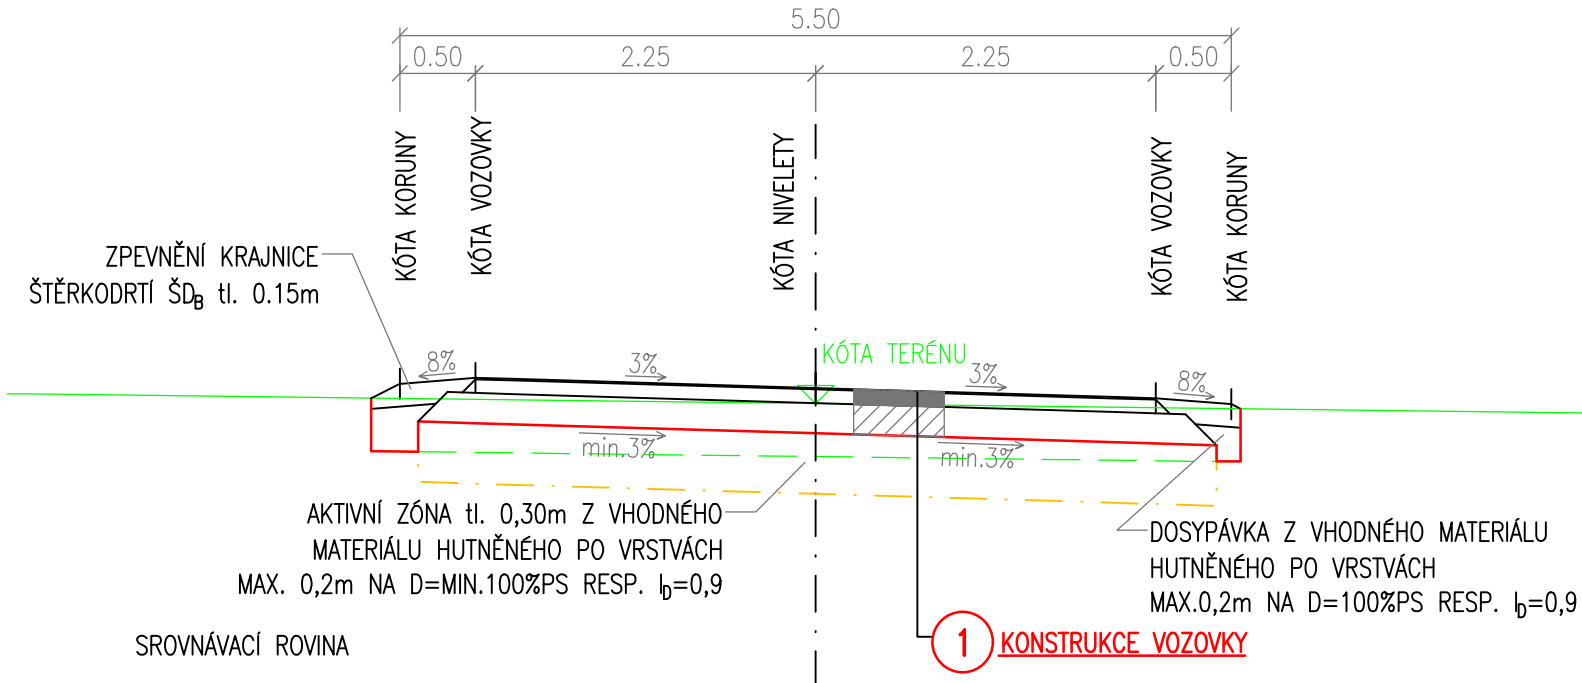 5.50
0.50 2.25 2.25 0.50
KÓTA KORUNY
KÓTA VOZOVKY
KÓTA NIVELETY
KÓTA VOZOVKY
KÓTA KORUNY
ZPEVNĚNÍ KRAJNICE
ŠTĚRKODRTÍ ŠDB tl. 0.15m
KÓTA TERÉNU
8% 3% 3% 8%
min.3% min.3%
AKTIVNÍ ZÓNA tl. 0,30m Z VHODNÉHO
MATERIÁLU HUTNĚNÉHO PO VRSTVÁCH
MAX. 0,2m NA D=MIN.100%PS RESP. ID=0,9
DOSYPÁVKA Z VHODNÉHO MATERIÁLU
HUTNĚNÉHO PO VRSTVÁCH
MAX.0,2m NA D=100%PS RESP. ID=0,9
1 KONSTRUKCE VOZOVKY
SROVNÁVACÍ ROVINA